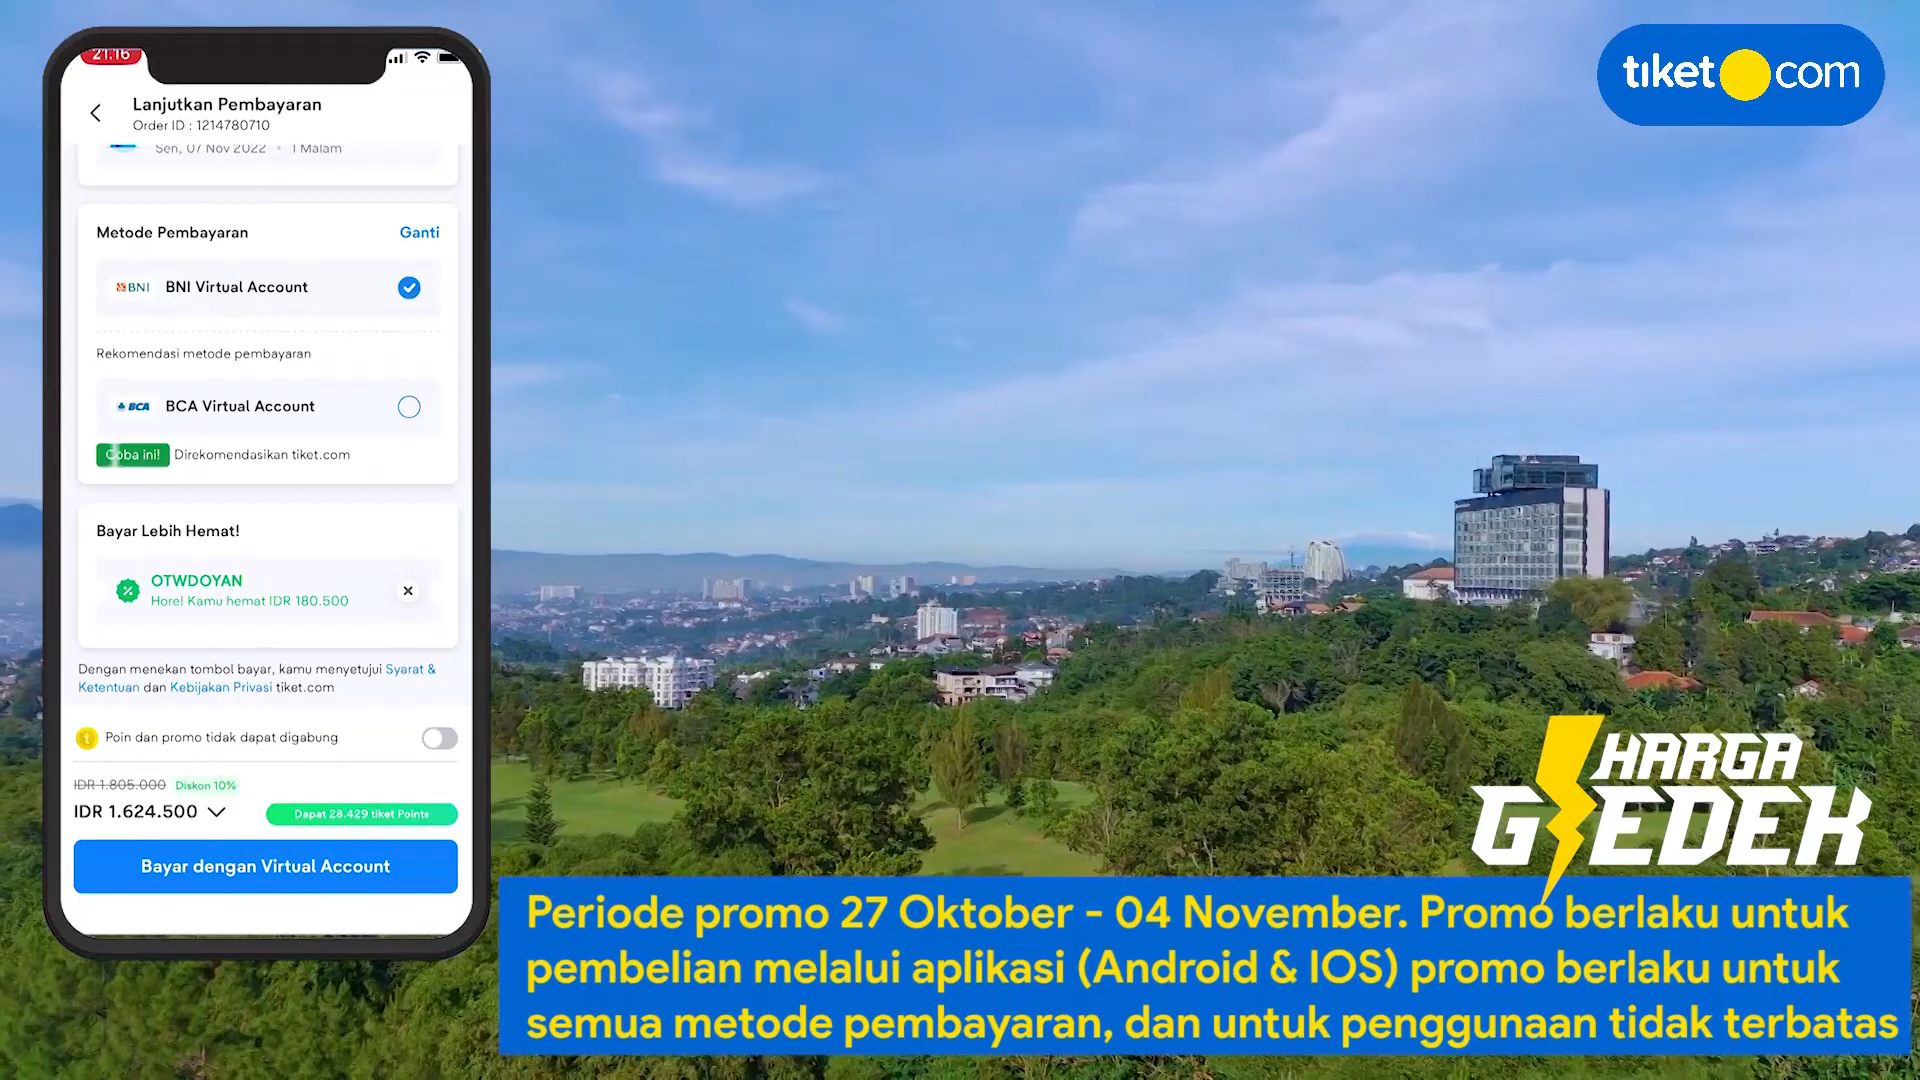 21.16
Lanjutkan Pembayaran
Order ID : 1214780710
Sen, 07 Nov 2022 • 1 Malam
Metode Pembayaran
Ganti
BNI
BNI Virtual Account
Rekomendasi metode pembayaran
BCA
BCA Virtual Account
Coba ini! Direkomendasikan tiket.com
Bayar Lebih Hemat!
OTWDOYAN
Hore! Kamu hemat IDR 180.500
Dengan menekan tombol bayar, kamu menyetujui Syarat &
Ketentuan dan Kebijakan Privasi tiket.com
Poin dan promo tidak dapat digabung
IDR 1.805.000 Diskon 10%
IDR 1.624.500
Dapat 28.429 tiket Points
Bayar dengan Virtual Account
tiket com
HARGA
GLEDEK
Periode promo 27 Oktober - 04 November. Promo berlaku untuk
pembelian melalui aplikasi (Android & IOS) promo berlaku untuk
semua metode pembayaran, dan untuk penggunaan tidak terbatas